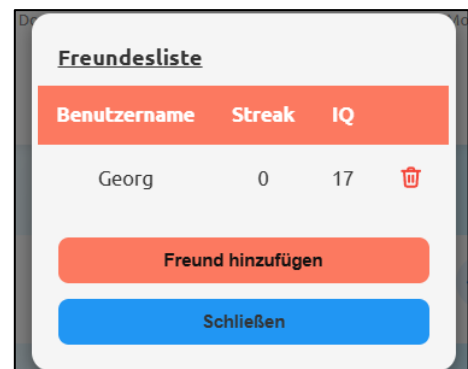 Freundesliste
Benutzername Streak IQ
Georg 0 17
Freund hinzufügen
Schließen